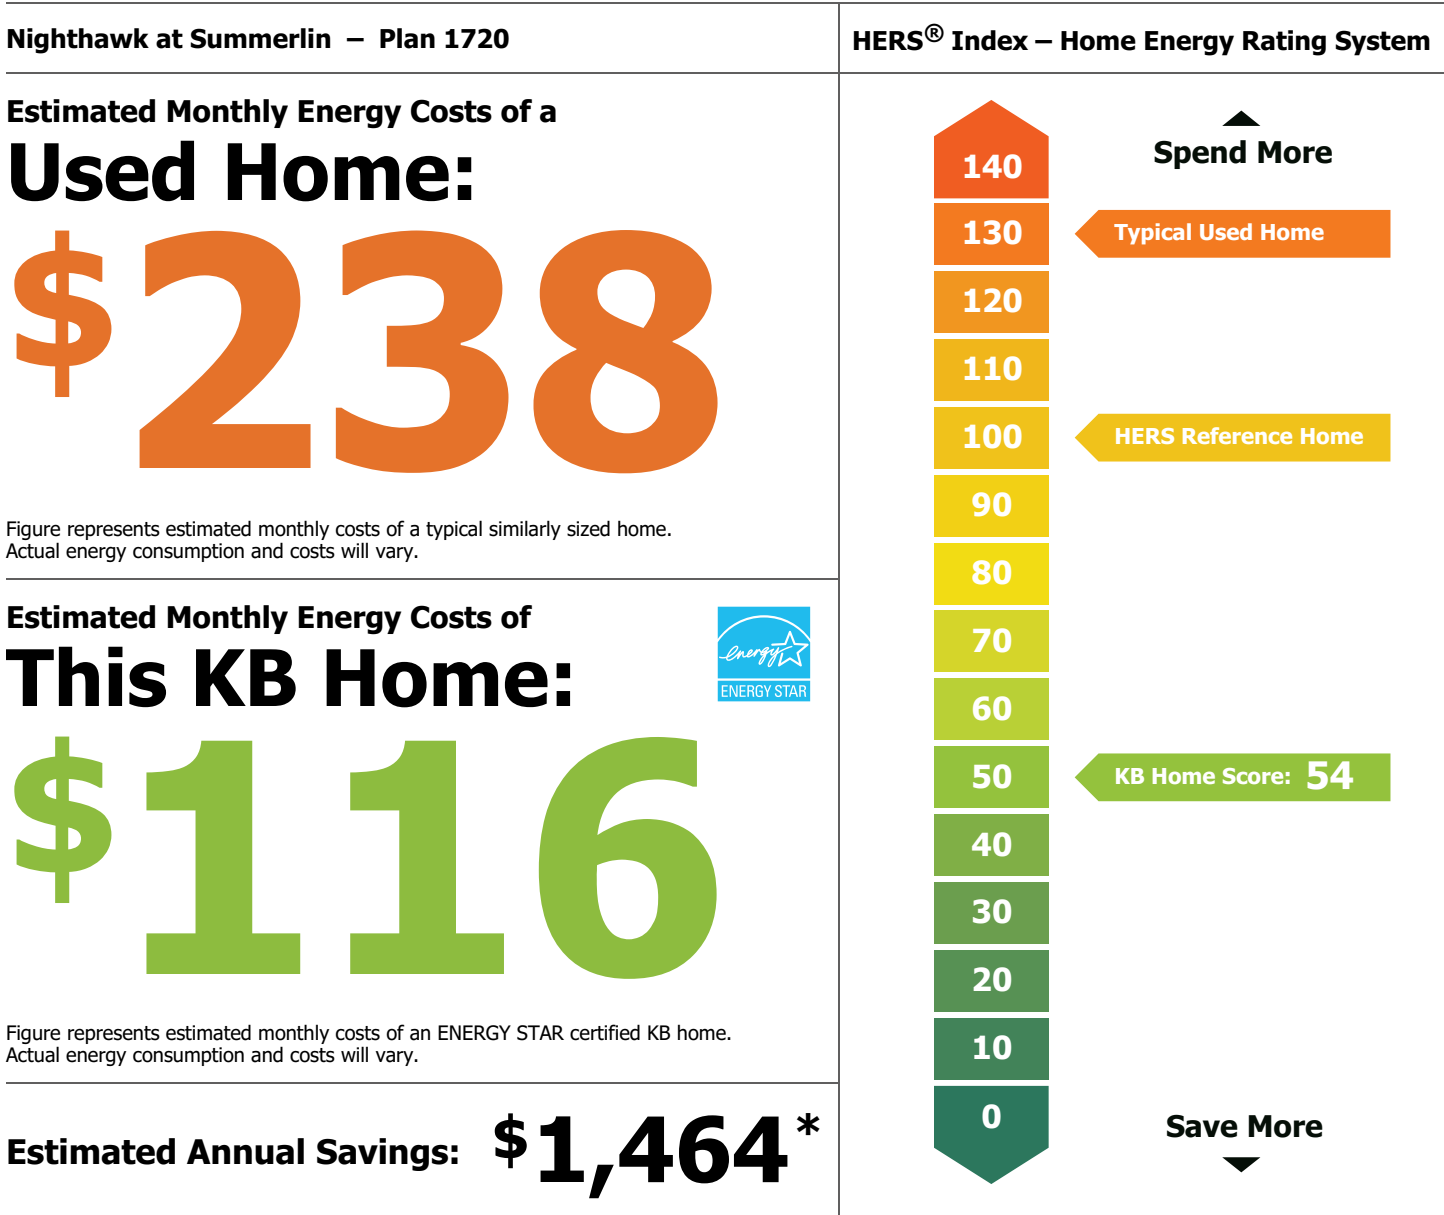 Nighthawk at Summerlin – Plan 1720
Estimated Monthly Energy Costs of a
Used Home:
$238
Figure represents estimated monthly costs of a typical similarly sized home.
Actual energy consumption and costs will vary.
Estimated Monthly Energy Costs of
This KB Home:
energy
ENERGY STAR
$116
Figure represents estimated monthly costs of an ENERGY STAR certified KB home.
Actual energy consumption and costs will vary.
Estimated Annual Savings: $1,464*
HERS® Index – Home Energy Rating System
Spend More
140
130 Typical Used Home
120
110
100 HERS Reference Home
90
80
70
60
50 KB Home Score: 54
40
30
20
10
0
Save More